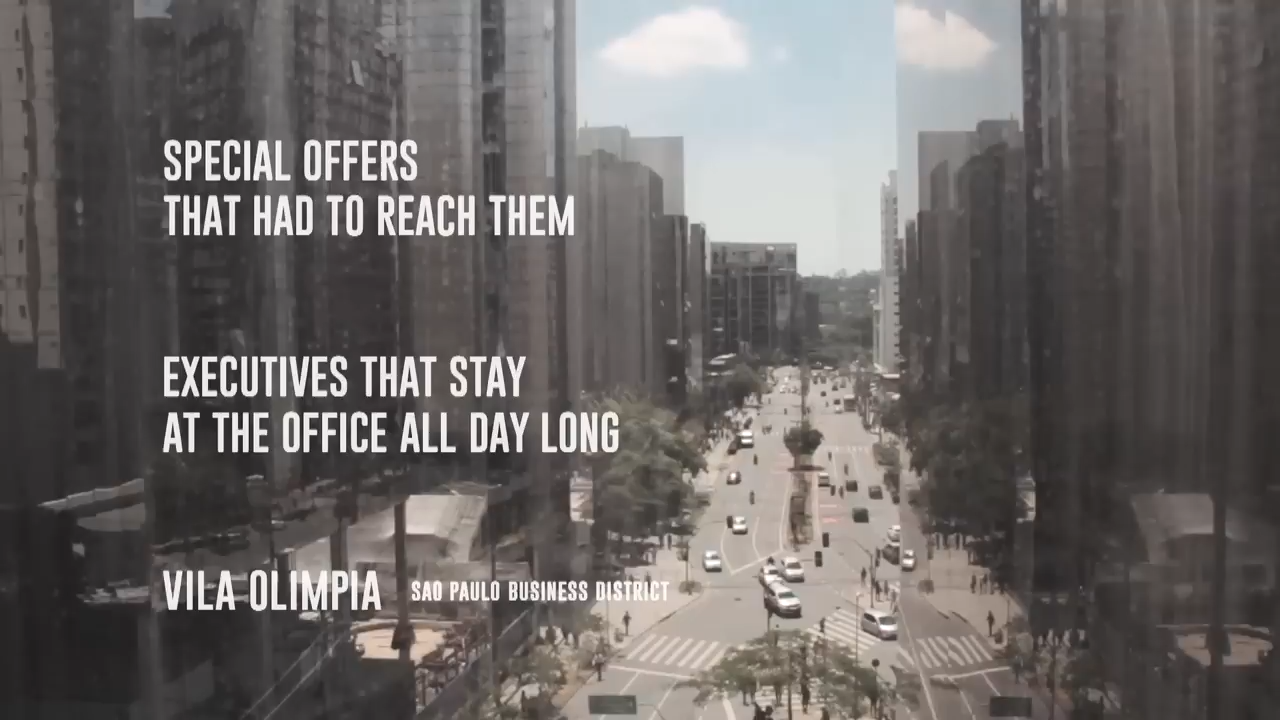 SPECIAL OFFERS
THAT HAD TO REACH THEM
EXECUTIVES THAT STAY
AT THE OFFICE ALL DAY LONG
VILA OLIMPIA SAO PAULO BUSINESS DISTRICT